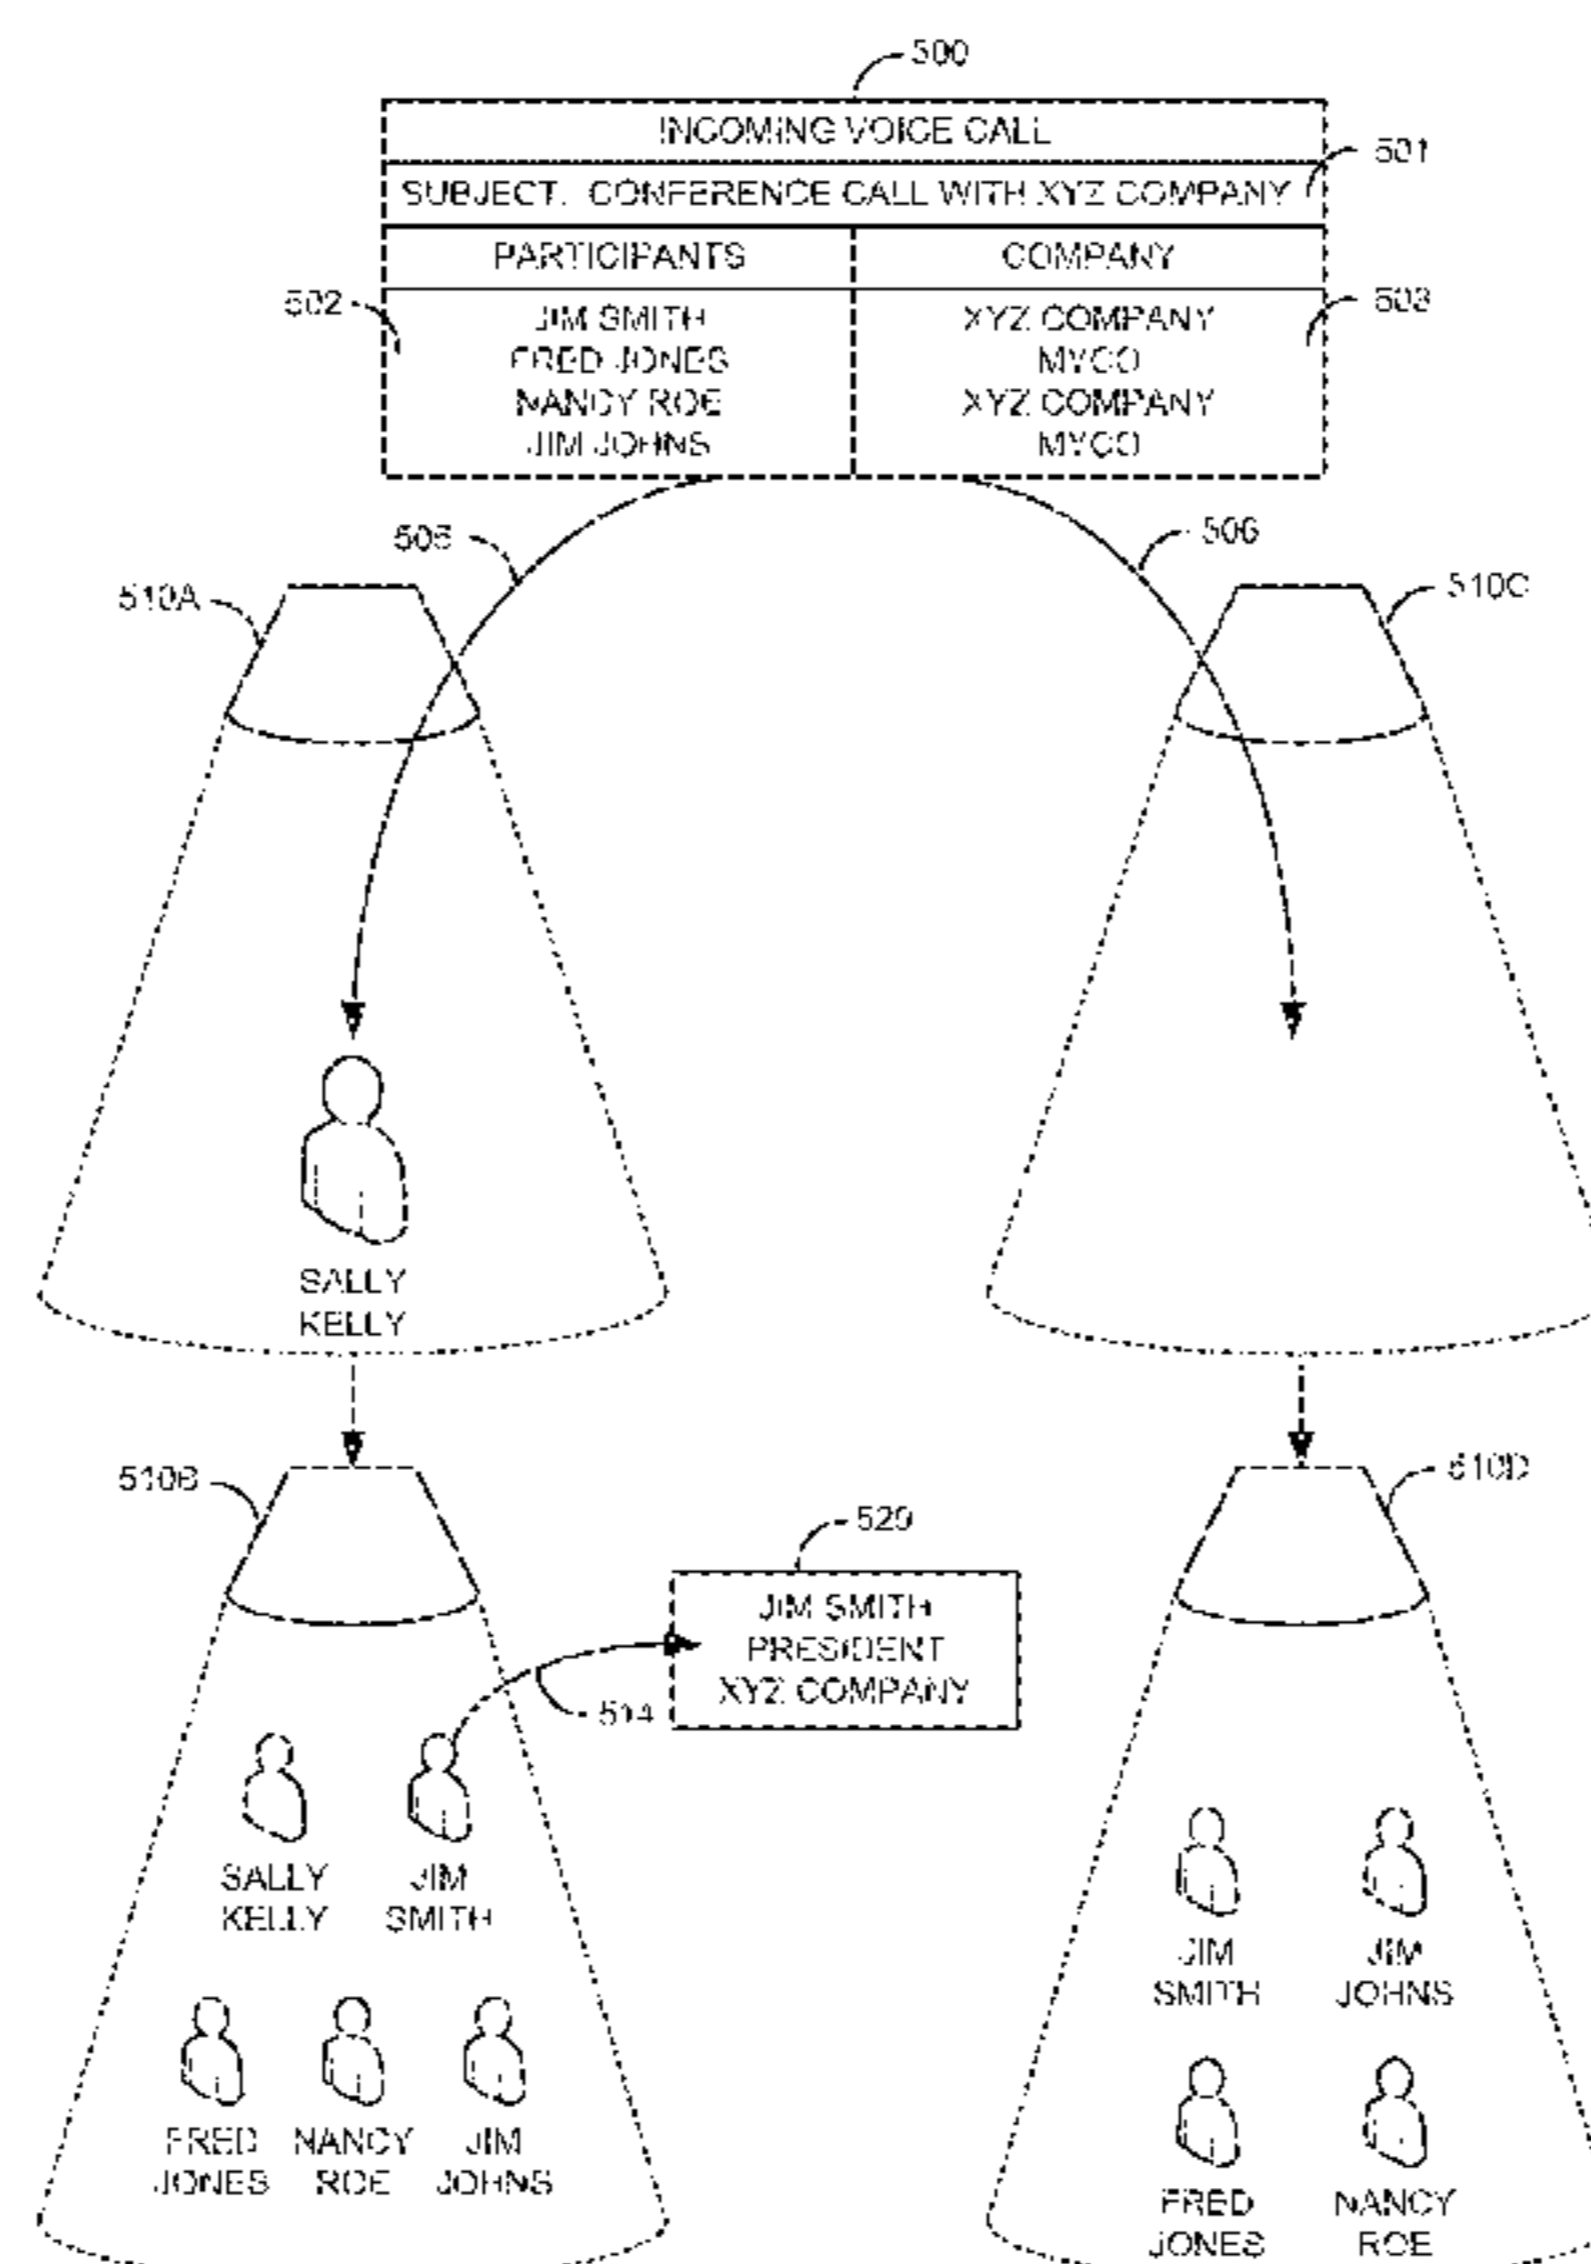 500
INCOMING VOICE CALL
501
SUBJECT: CONFERENCE CALL WITH XYZ COMPANY
PARTICIPANTS COMPANY
502
503
JIM SMITH XYZ COMPANY
FRED JONES MYCO
NANCY ROE XYZ COMPANY
JIM JOHNS MYCO
505
506
510A
510C
SALLY
KELLY
510B
510D
520
JIM SMITH
PRESIDENT
XYZ COMPANY
514
SALLY
KELLY
JIM
SMITH
FRED
JONES
NANCY
ROE
JIM
JOHNS
JIM
SMITH
JIM
JOHNS
FRED
JONES
NANCY
ROE